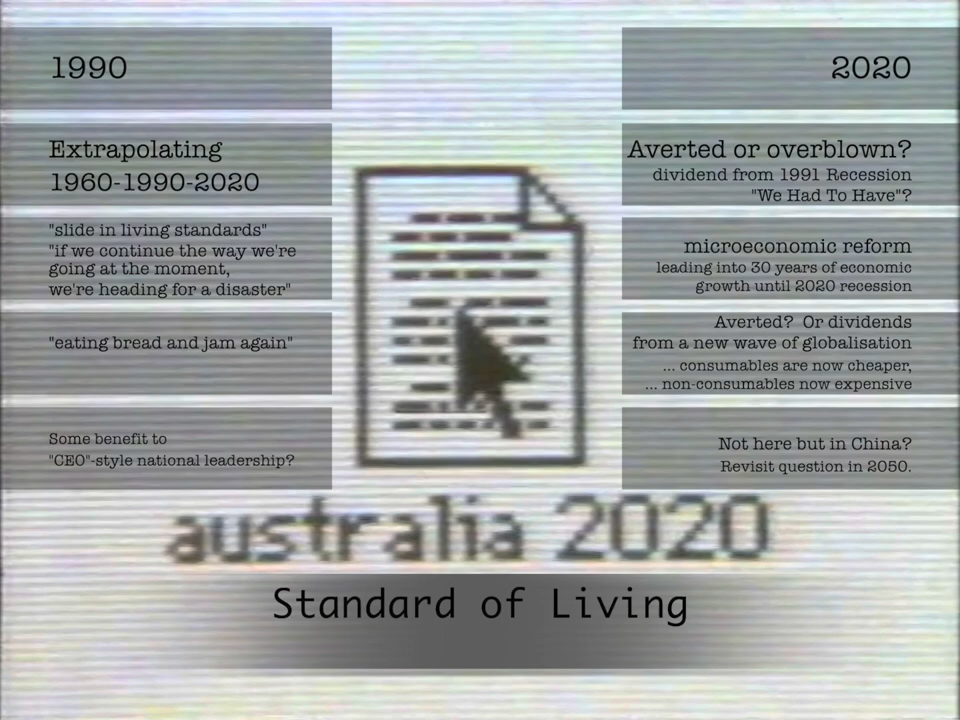 1990
Extrapolating
1960-1990-2020
"slide in living standards"
"if we continue the way we're
going at the moment,
we're heading for a disaster"
"eating bread and jam again"
Some benefit to
"CEO"-style national leadership?
2020
Averted or overblown?
dividend from 1991 Recession
"We Had To Have"?
microeconomic reform
leading into 30 years of economic
growth until 2020 recession
Averted?  Or dividends
from a new wave of globalisation
... consumables are now cheaper,
... non-consumables now expensive
Not here but in China?
Revisit question in 2050.
australia 2020
Standard of Living